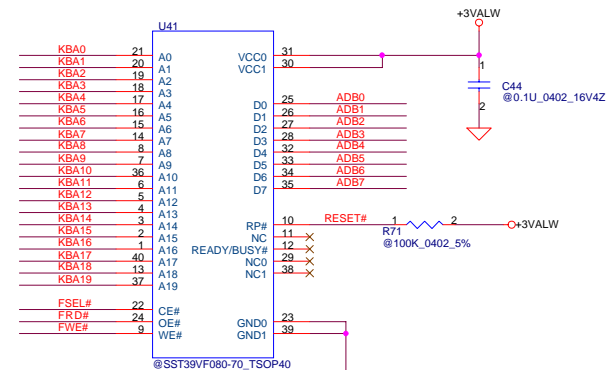 +3VALW
U41
KBA0 21 A0 VCC0 31
KBA1 20 A1 VCC1 30
KBA2 19 A2
KBA3 18 A3
KBA4 17 A4 D0 25 ADB0
KBA5 16 A5 D1 26 ADB1
KBA6 15 A6 D2 27 ADB2
KBA7 14 A7 D3 28 ADB3
KBA8 8 A8 D4 32 ADB4
KBA9 7 A9 D5 33 ADB5
KBA10 36 A10 D6 34 ADB6
KBA11 6 A11 D7 35 ADB7
KBA12 5 A12
KBA13 4 A13
KBA14 3 A14 RP# 10 RESET# 1 2 +3VALW
KBA15 2 A15 NC 11
KBA16 1 A16 READY/BUSY# 12
KBA17 40 A17 NC0 29
KBA18 13 A18 NC1 38
KBA19 37 A19
R71
@100K_0402_5%
1
C44
@0.1U_0402_16V4Z
2
FSEL# 22 CE# GND0 23
FRD# 24 OE# GND1 39
FWE# 9 WE#
@SST39VF080-70_TSOP40